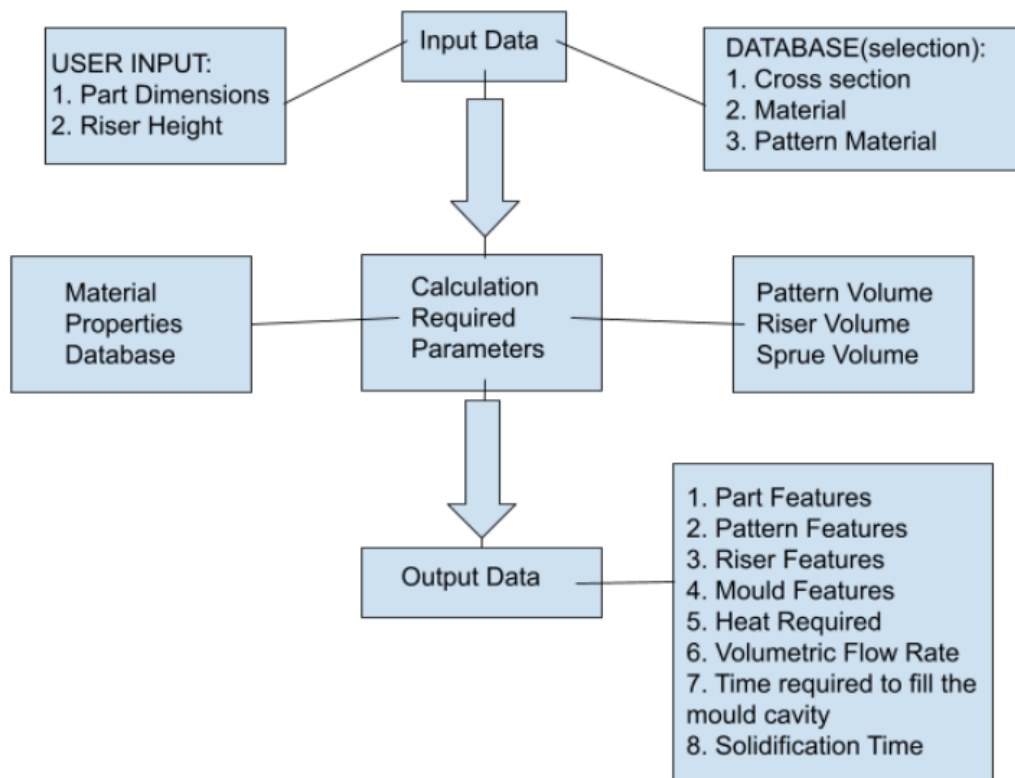 Input Data
USER INPUT:
1. Part Dimensions
2. Riser Height
DATABASE(selection):
1. Cross section
2. Material
3. Pattern Material
Material
Properties
Database
Calculation
Required
Parameters
Pattern Volume
Riser Volume
Sprue Volume
Output Data
1. Part Features
2. Pattern Features
3. Riser Features
4. Mould Features
5. Heat Required
6. Volumetric Flow Rate
7. Time required to fill the
mould cavity
8. Solidification Time